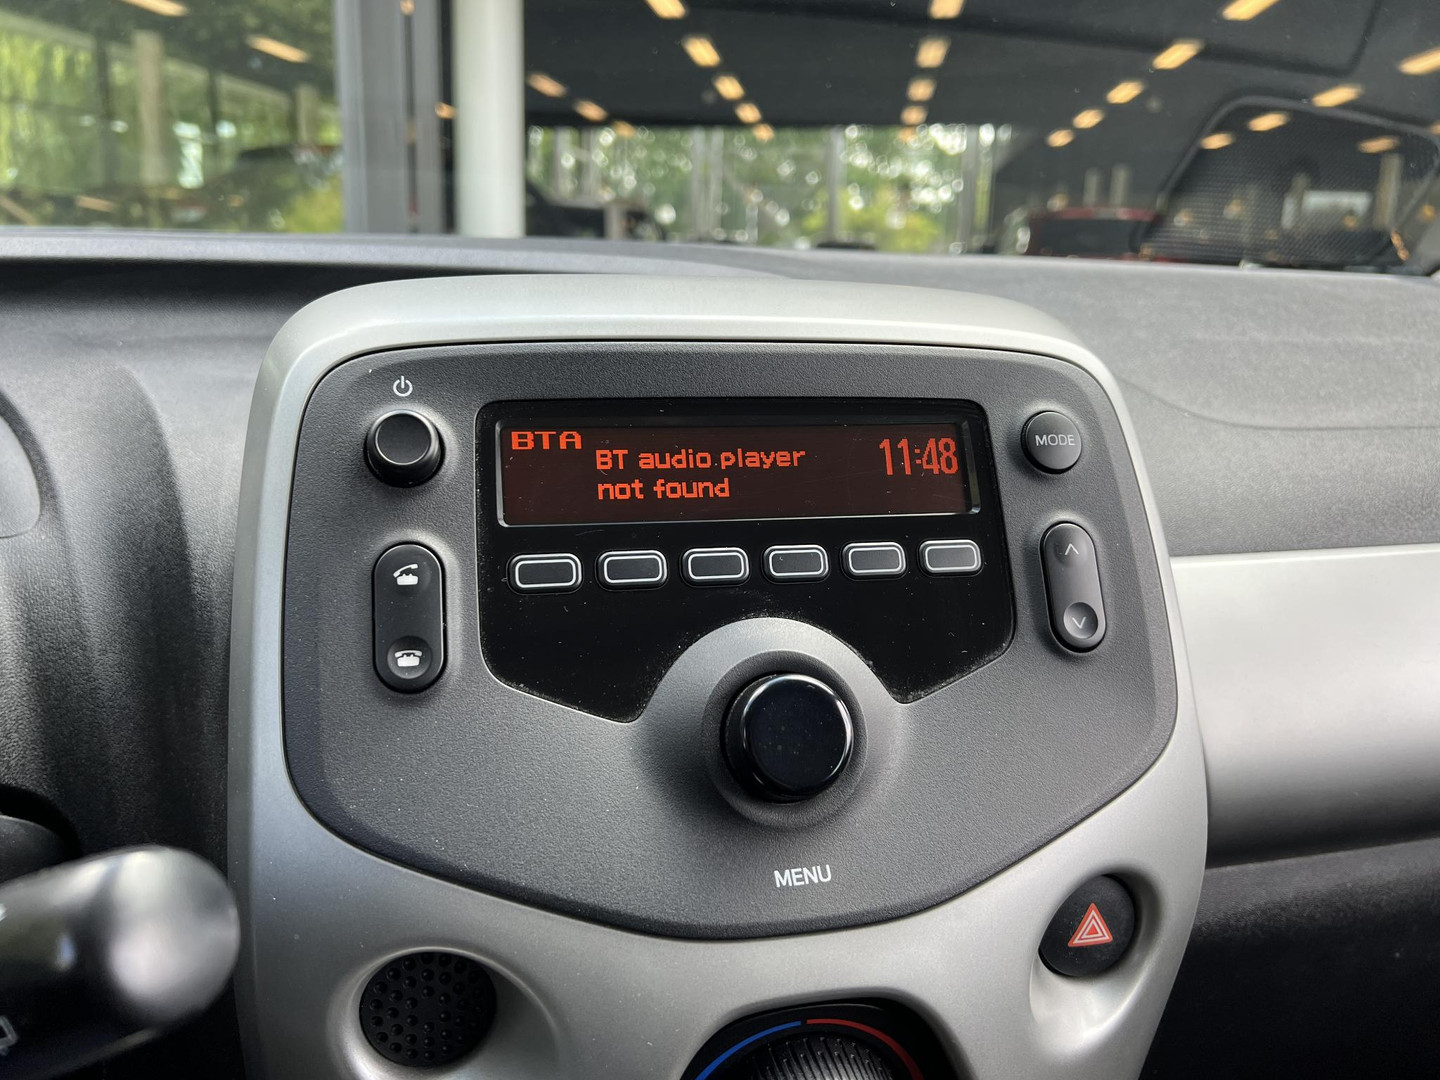 BTA
BT audio player
not found
11:48
MODE
MENU